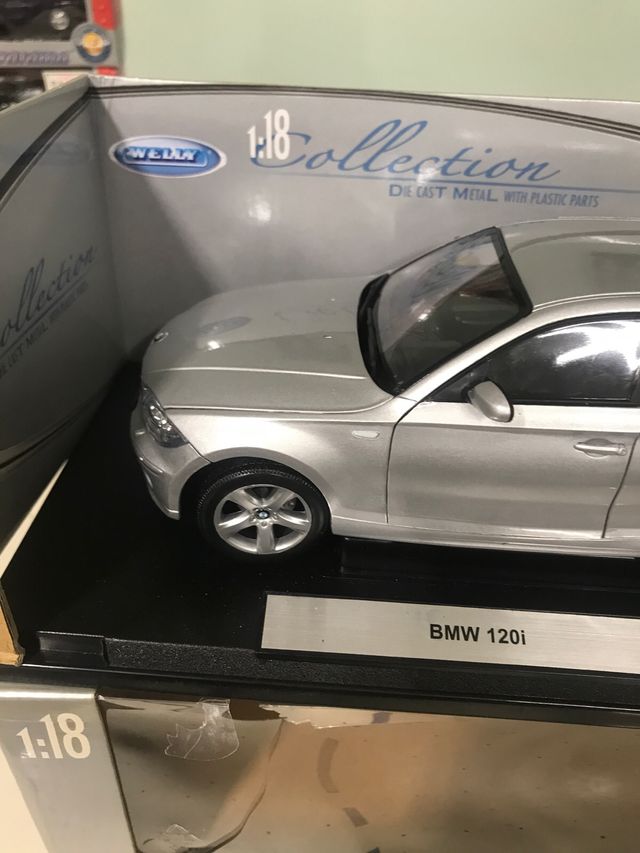 WELLY
1:18
Collection
DIE CAST METAL WITH PLASTIC PARTS
ollection
BMW 120i
1:18